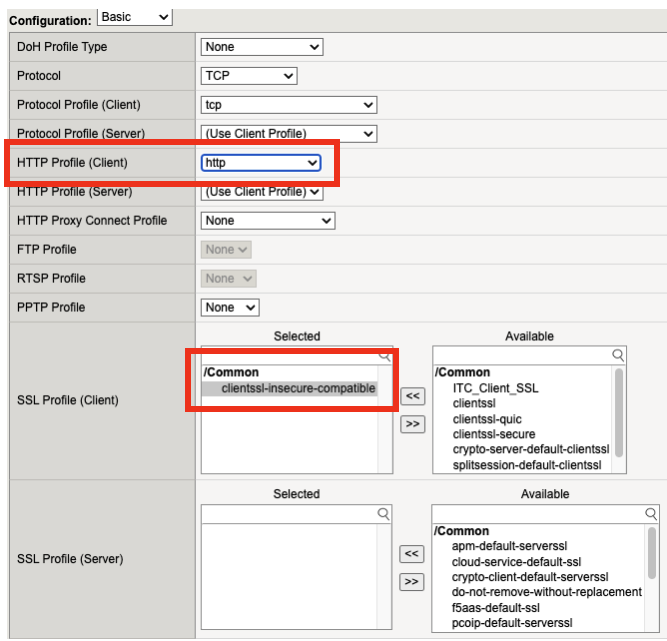 Configuration: Basic
DoH Profile Type None
Protocol TCP
Protocol Profile (Client) tcp
Protocol Profile (Server) (Use Client Profile)
HTTP Profile (Client) http
HTTP Profile (Server) (Use Client Profile)
HTTP Proxy Connect Profile None
FTP Profile None
RTSP Profile None
PPTP Profile None
SSL Profile (Client)
Selected
/Common
clientssl-insecure-compatible
<<
>>
Available
/Common
ITC_Client_SSL
clientssl
clientssl-quic
clientssl-secure
crypto-server-default-clientssl
splitsession-default-clientssl
SSL Profile (Server)
Selected
<<
>>
Available
/Common
apm-default-serverssl
cloud-service-default-ssl
crypto-client-default-serverssl
do-not-remove-without-replacement
f5aas-default-ssl
pcoip-default-serverssl